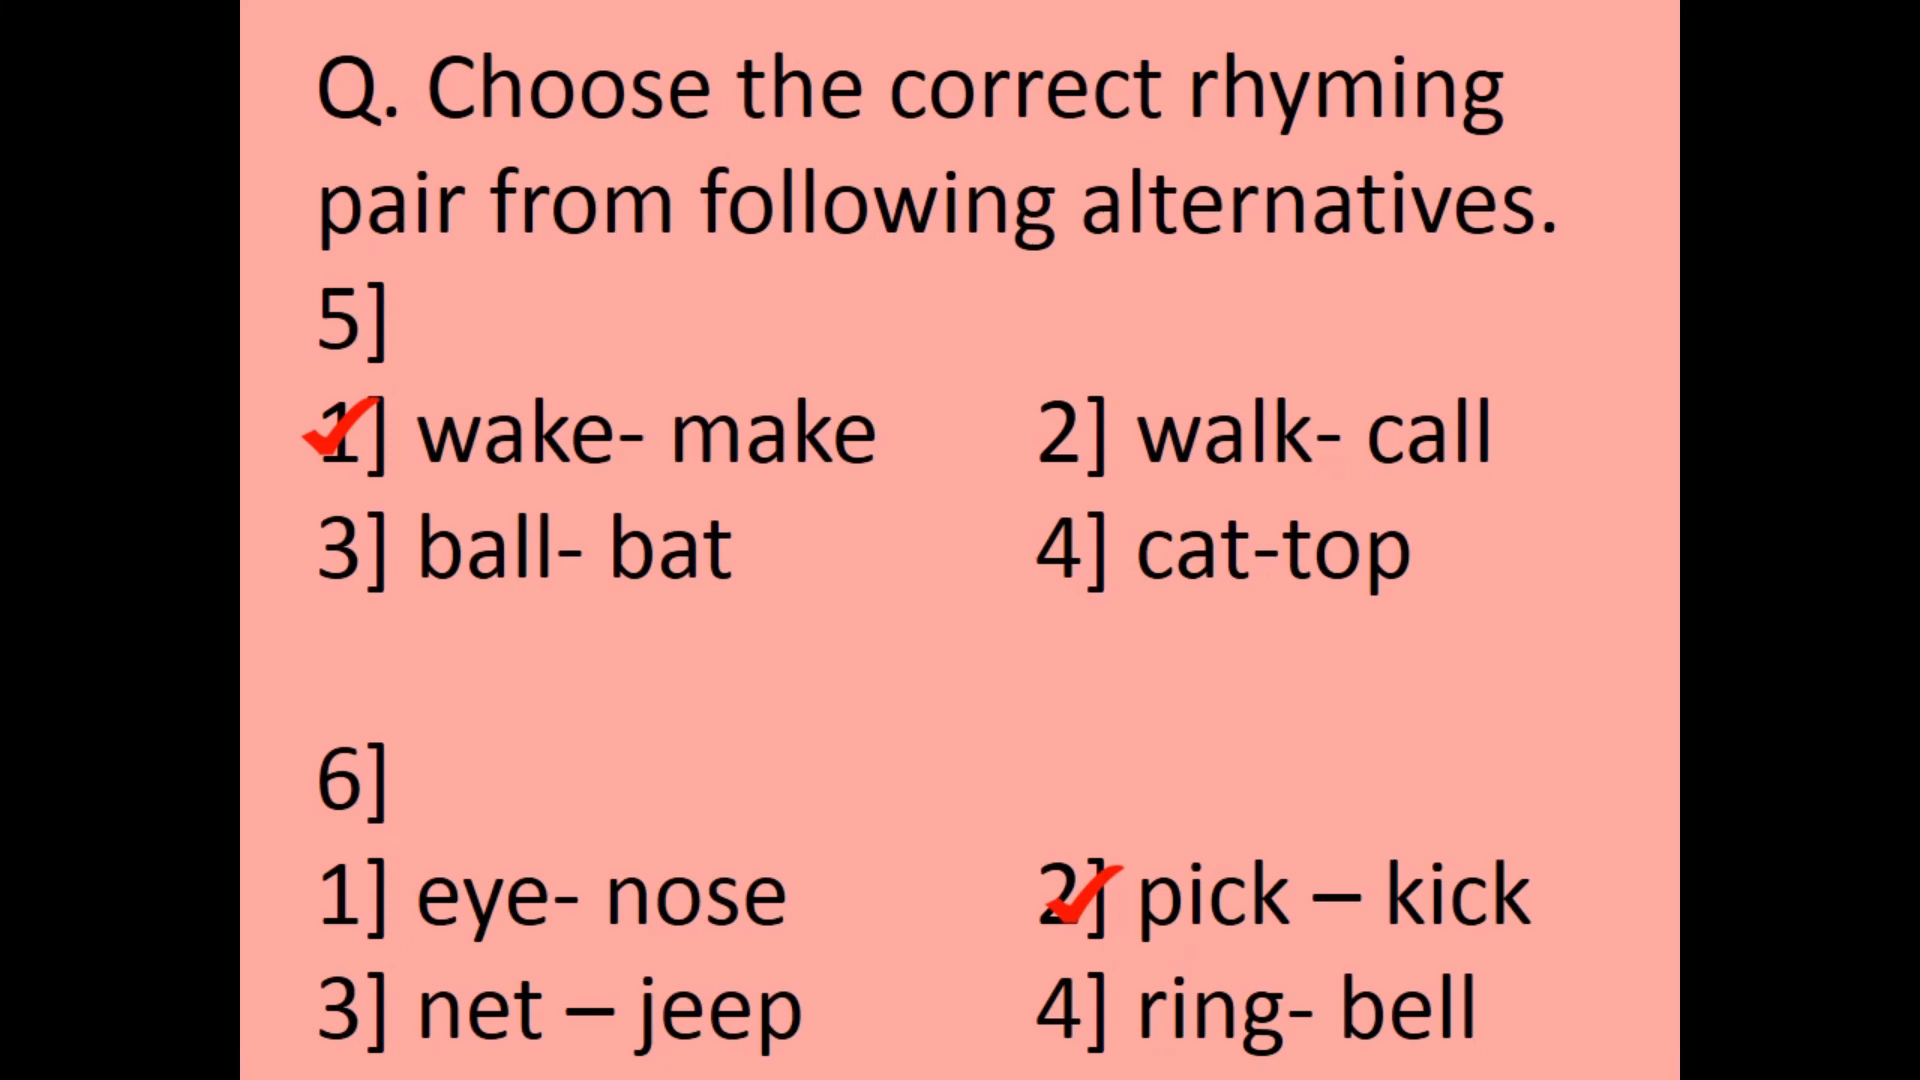 Q. Choose the correct rhyming
pair from following alternatives.
5]
1] wake- make 2] walk- call
3] ball- bat 4] cat-top
6]
1] eye- nose 2] pick – kick
3] net – jeep 4] ring- bell